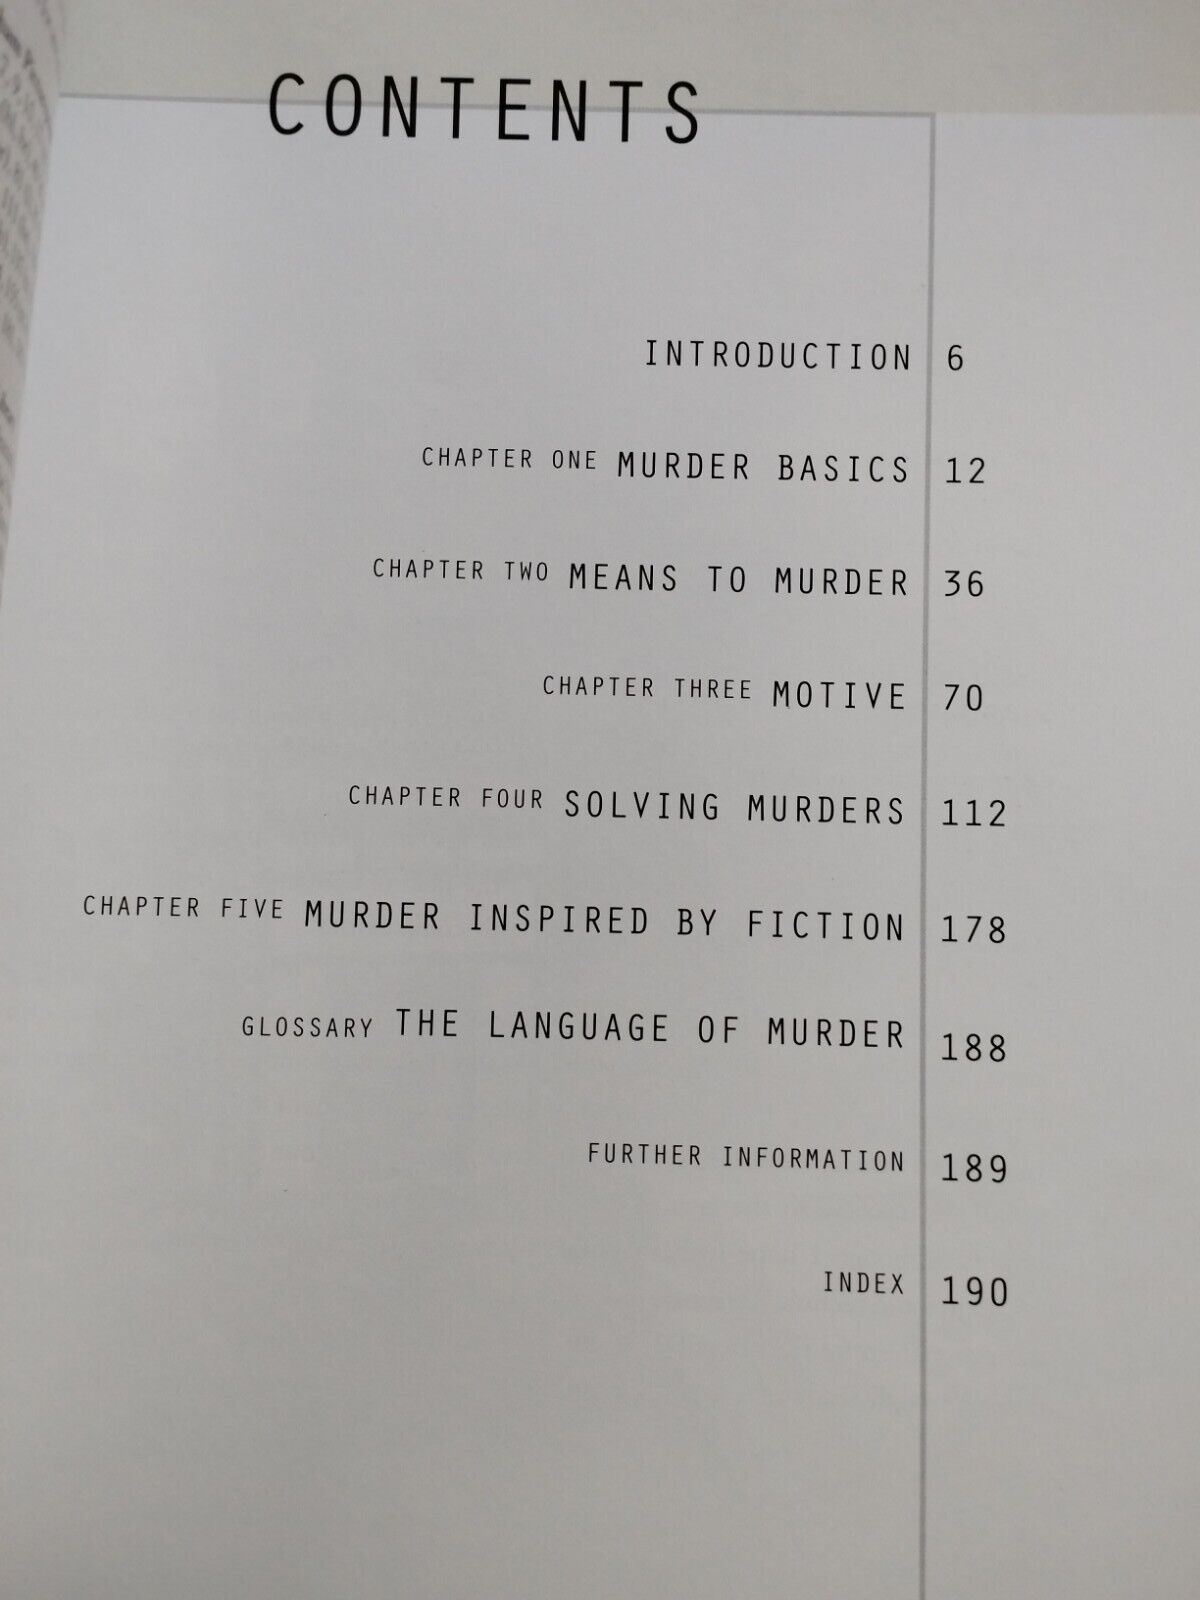 CONTENTS
INTRODUCTION 6
CHAPTER ONE MURDER BASICS 12
CHAPTER TWO MEANS TO MURDER 36
CHAPTER THREE MOTIVE 70
CHAPTER FOUR SOLVING MURDERS 112
CHAPTER FIVE MURDER INSPIRED BY FICTION 178
GLOSSARY THE LANGUAGE OF MURDER 188
FURTHER INFORMATION 189
INDEX 190